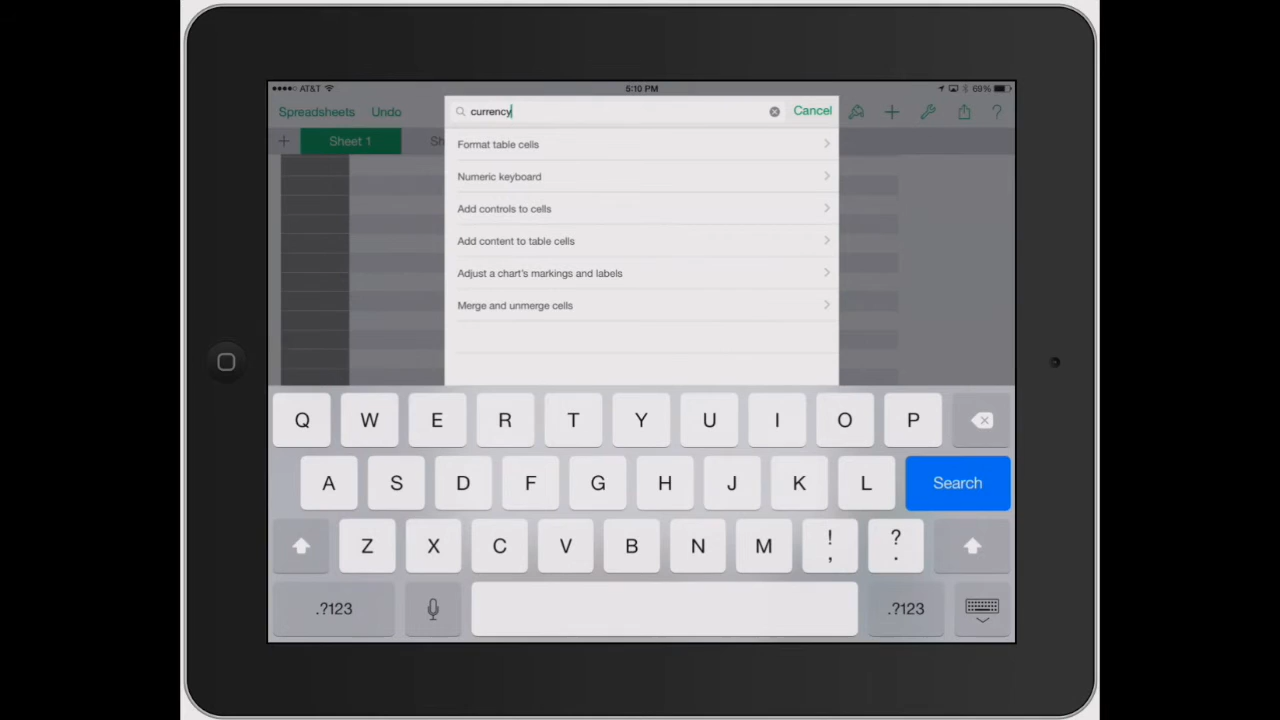 AT&T 5:10 PM 69%
Spreadsheets Undo currency Cancel ?
+ Sheet 1 Sh
Format table cells
Numeric keyboard
Add controls to cells
Add content to table cells
Adjust a chart's markings and labels
Merge and unmerge cells
Q W E R T Y U I O P
A S D F G H J K L Search
Z X C V B N M ! , ? .
.?123 .?123